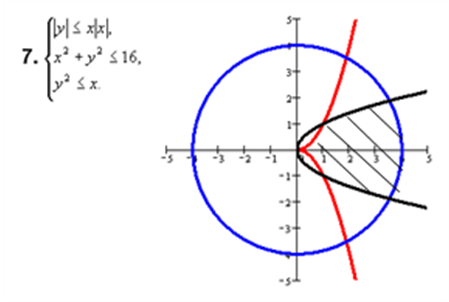 |y| ≤ x|x|,
7. x² + y² ≤ 16,
y² ≤ x.
5
4
3
2
1
-5 -4 -3 -2 -1 1 2 3 4 5
-1
-2
-3
-4
-5